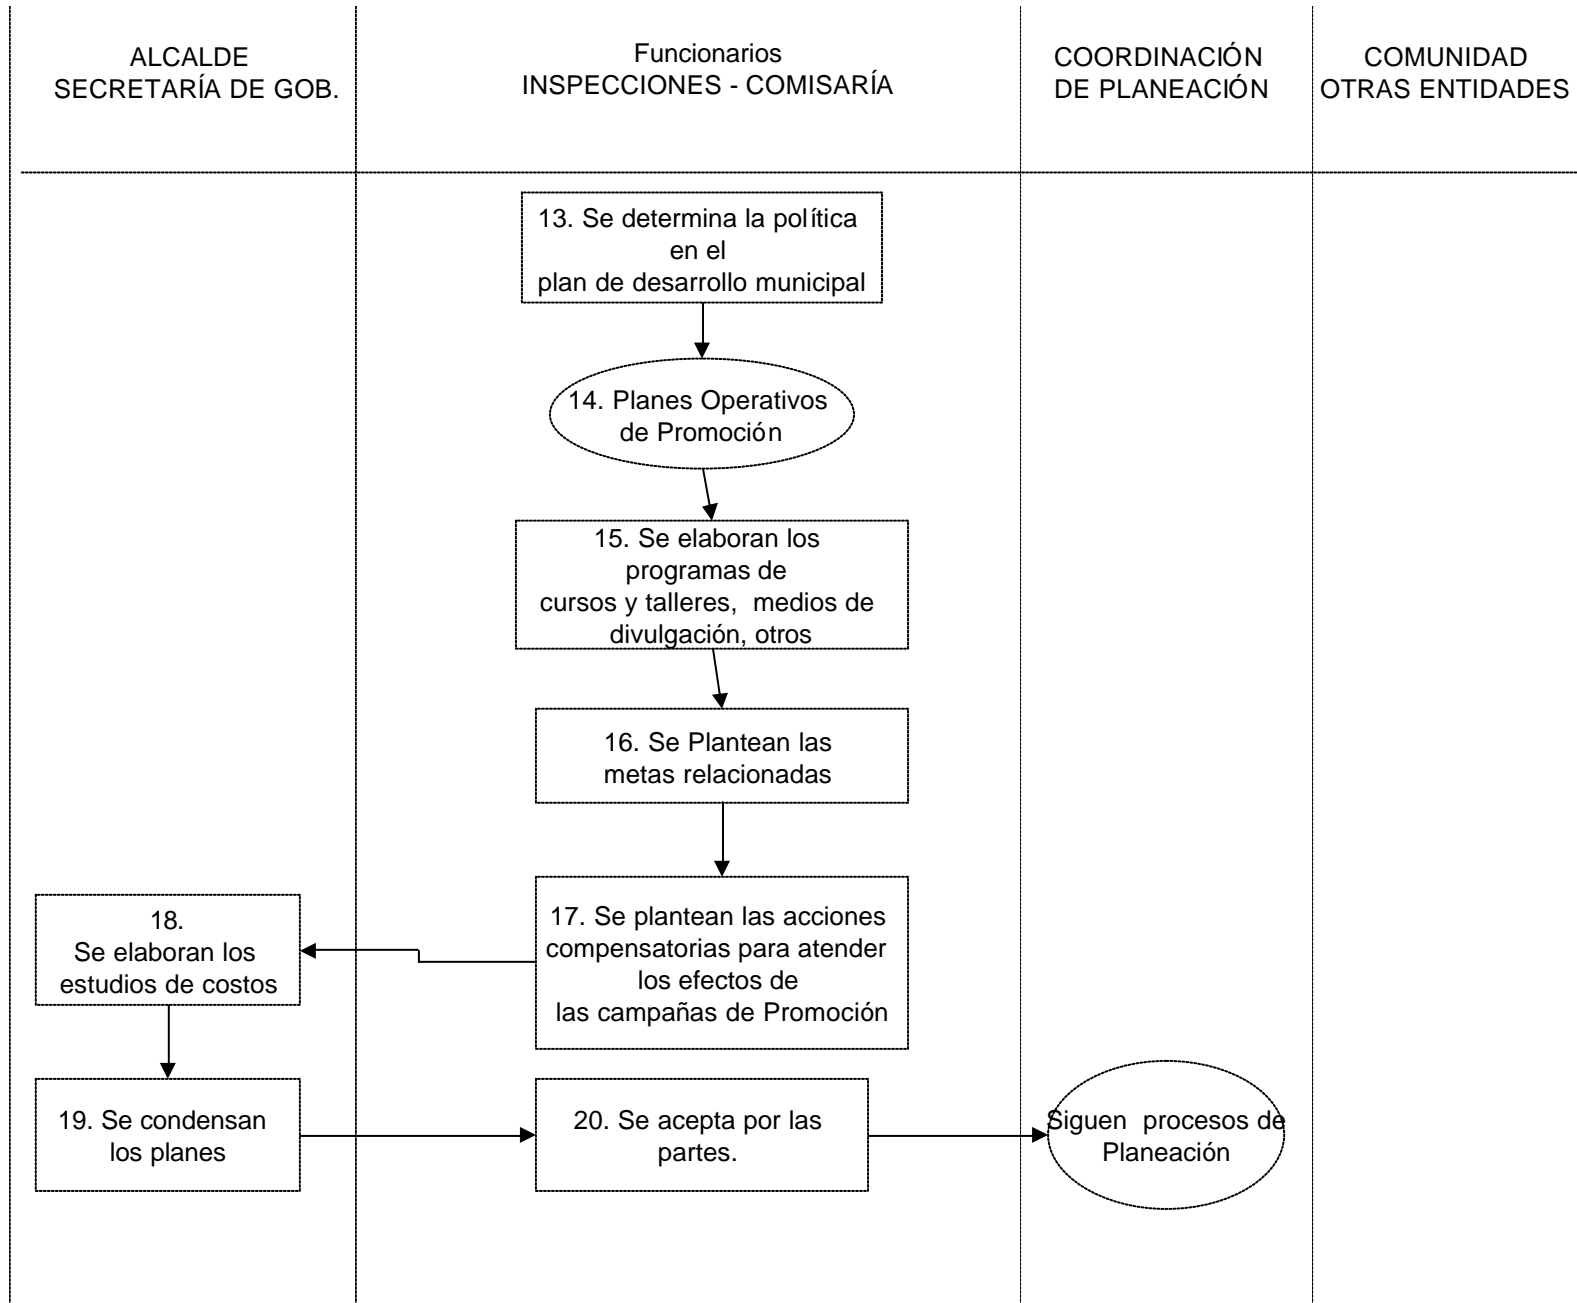 ALCALDE
SECRETARÍA DE GOB.
Funcionarios
INSPECCIONES - COMISARÍA
COORDINACIÓN
DE PLANEACIÓN
COMUNIDAD
OTRAS ENTIDADES
13. Se determina la política
en el
plan de desarrollo municipal
14. Planes Operativos
de Promoción
15. Se elaboran los
programas de
cursos y talleres, medios de
divulgación, otros
16. Se Plantean las
metas relacionadas
17. Se plantean las acciones
compensatorias para atender
los efectos de
las campañas de Promoción
18.
Se elaboran los
estudios de costos
19. Se condensan
los planes
20. Se acepta por las
partes.
Siguen procesos de
Planeación